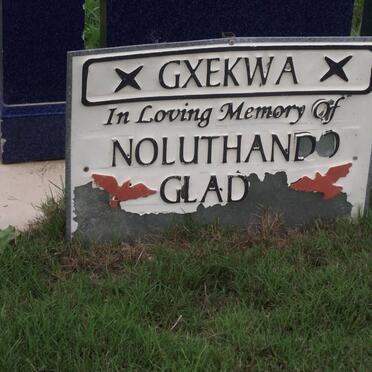 GXEKWA
In Loving Memory Of
NOLUTHANDO
GLAD